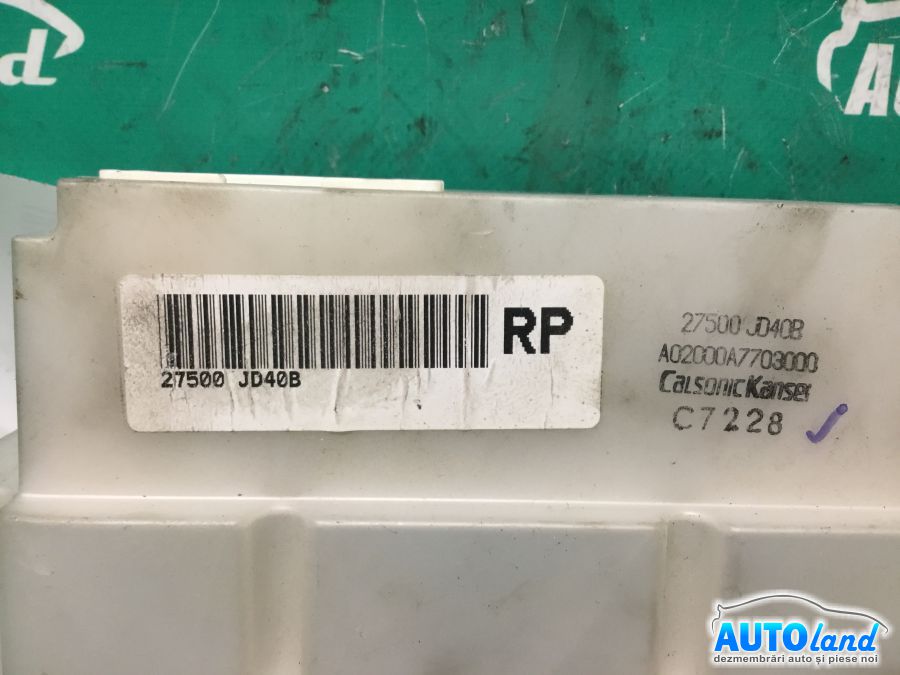 RP
27500 JD40B
27500 JD40B
A02000A7703000
CalsonicKansei
C7228
AUTOland
dezmembrări auto și piese noi